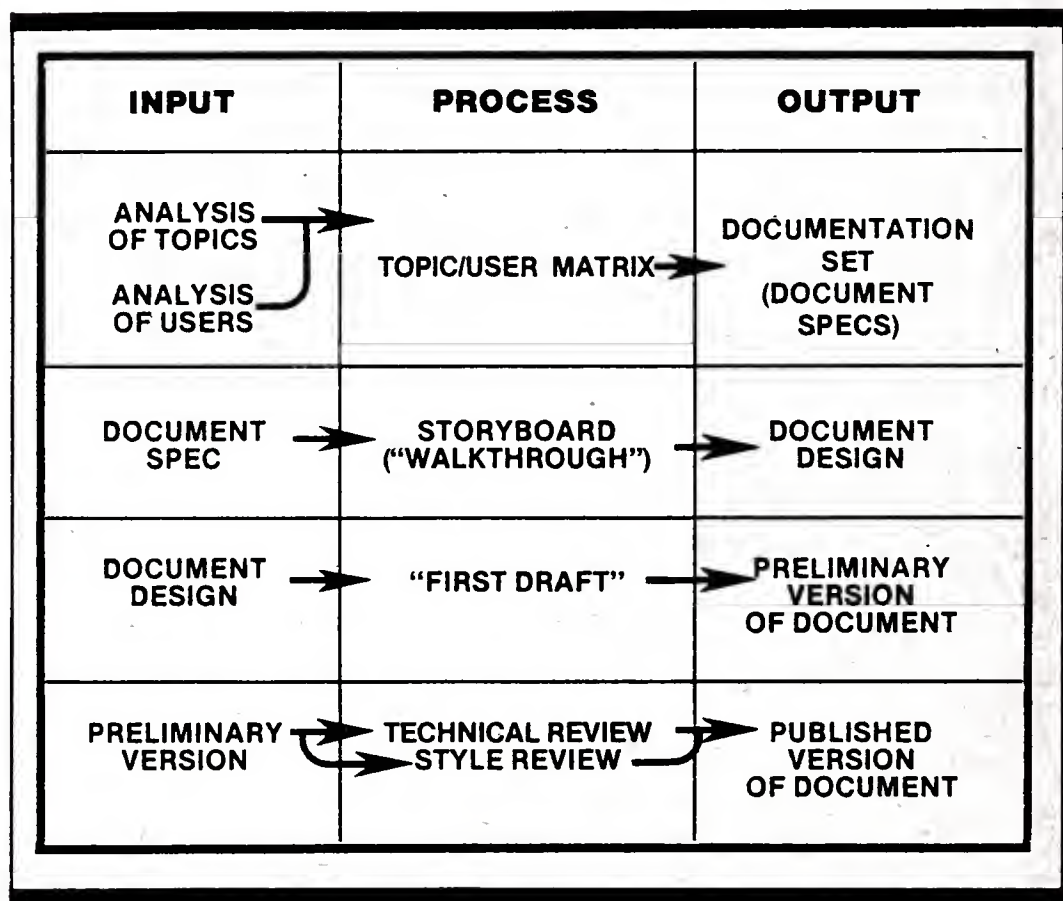 INPUT
PROCESS
OUTPUT
ANALYSIS
OF TOPICS
ANALYSIS
OF USERS
TOPIC/USER MATRIX
DOCUMENTATION
SET
(DOCUMENT
SPECS)
DOCUMENT
SPEC
STORYBOARD
(“WALKTHROUGH”)
DOCUMENT
DESIGN
DOCUMENT
DESIGN
“FIRST DRAFT”
PRELIMINARY
VERSION
OF DOCUMENT
PRELIMINARY
VERSION
TECHNICAL REVIEW
STYLE REVIEW
PUBLISHED
VERSION
OF DOCUMENT